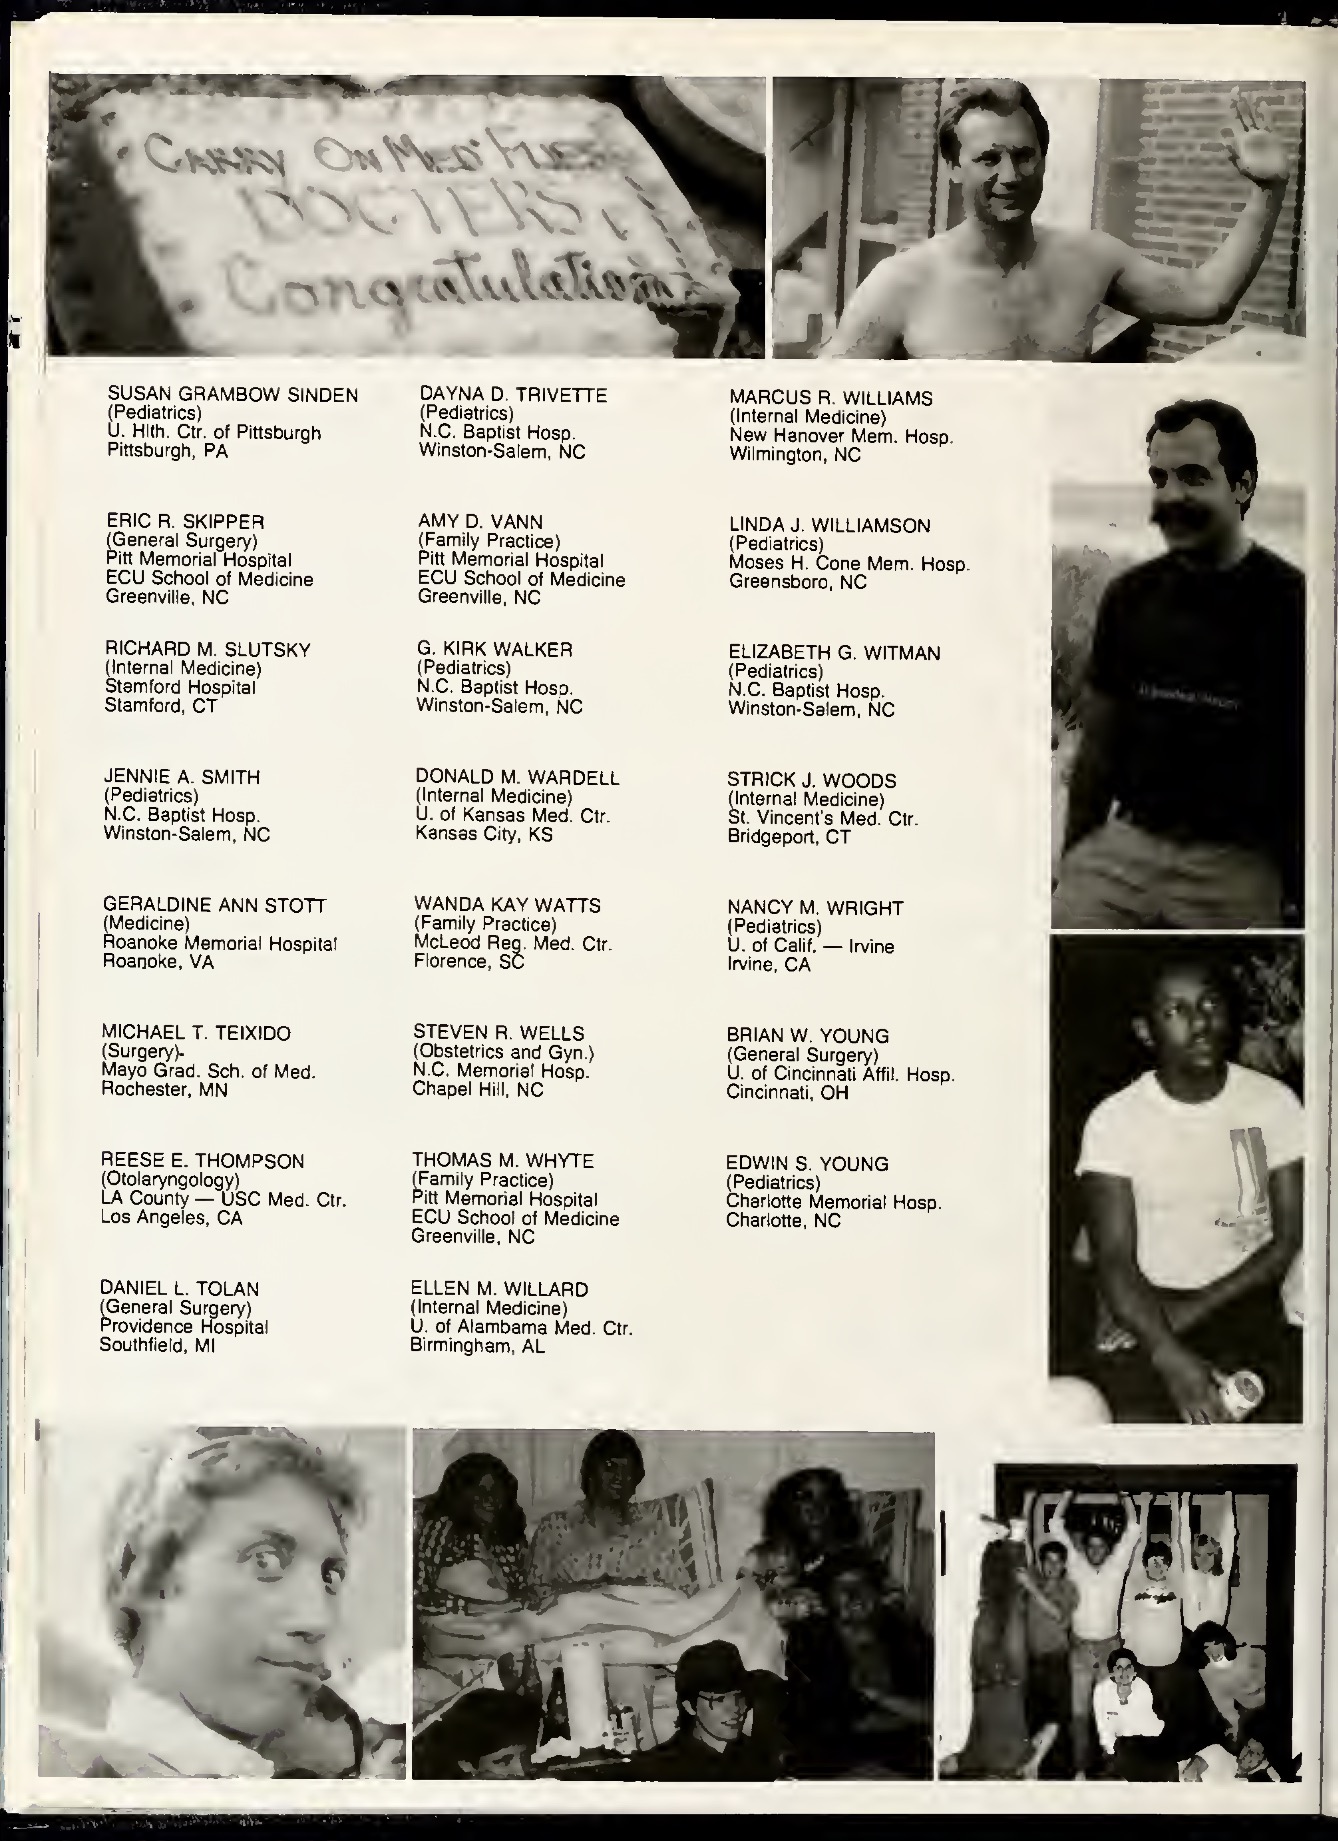 CARRY ON MED
DOCTERS
Congratulations
SUSAN GRAMBOW SINDEN
(Pediatrics)
U. Hlth. Ctr. of Pittsburgh
Pittsburgh, PA
ERIC R. SKIPPER
(General Surgery)
Pitt Memorial Hospital
ECU School of Medicine
Greenville, NC
RICHARD M. SLUTSKY
(Internal Medicine)
Stamford Hospital
Stamford, CT
JENNIE A. SMITH
(Pediatrics)
N.C. Baptist Hosp.
Winston-Salem, NC
GERALDINE ANN STOTT
(Medicine)
Roanoke Memorial Hospital
Roanoke, VA
MICHAEL T. TEIXIDO
(Surgery)-
Mayo Grad. Sch. of Med.
Rochester, MN
REESE E. THOMPSON
(Otolaryngology)
LA County — USC Med. Ctr.
Los Angeles, CA
DANIEL L. TOLAN
(General Surgery)
Providence Hospital
Southfield, MI
DAYNA D. TRIVETTE
(Pediatrics)
N.C. Baptist Hosp.
Winston-Salem, NC
AMY D. VANN
(Family Practice)
Pitt Memorial Hospital
ECU School of Medicine
Greenville, NC
G. KIRK WALKER
(Pediatrics)
N.C. Baptist Hosp.
Winston-Salem, NC
DONALD M. WARDELL
(Internal Medicine)
U. of Kansas Med. Ctr.
Kansas City, KS
WANDA KAY WATTS
(Family Practice)
McLeod Reg. Med. Ctr.
Florence, SC
STEVEN R. WELLS
(Obstetrics and Gyn.)
N.C. Memorial Hosp.
Chapel Hill, NC
THOMAS M. WHYTE
(Family Practice)
Pitt Memorial Hospital
ECU School of Medicine
Greenville, NC
ELLEN M. WILLARD
(Internal Medicine)
U. of Alambama Med. Ctr.
Birmingham, AL
MARCUS R. WILLIAMS
(Internal Medicine)
New Hanover Mem. Hosp.
Wilmington, NC
LINDA J. WILLIAMSON
(Pediatrics)
Moses H. Cone Mem. Hosp.
Greensboro, NC
ELIZABETH G. WITMAN
(Pediatrics)
N.C. Baptist Hosp.
Winston-Salem, NC
STRICK J. WOODS
(Internal Medicine)
St. Vincent's Med. Ctr.
Bridgeport, CT
NANCY M. WRIGHT
(Pediatrics)
U. of Calif. — Irvine
Irvine, CA
BRIAN W. YOUNG
(General Surgery)
U. of Cincinnati Affil. Hosp.
Cincinnati, OH
EDWIN S. YOUNG
(Pediatrics)
Charlotte Memorial Hosp.
Charlotte, NC